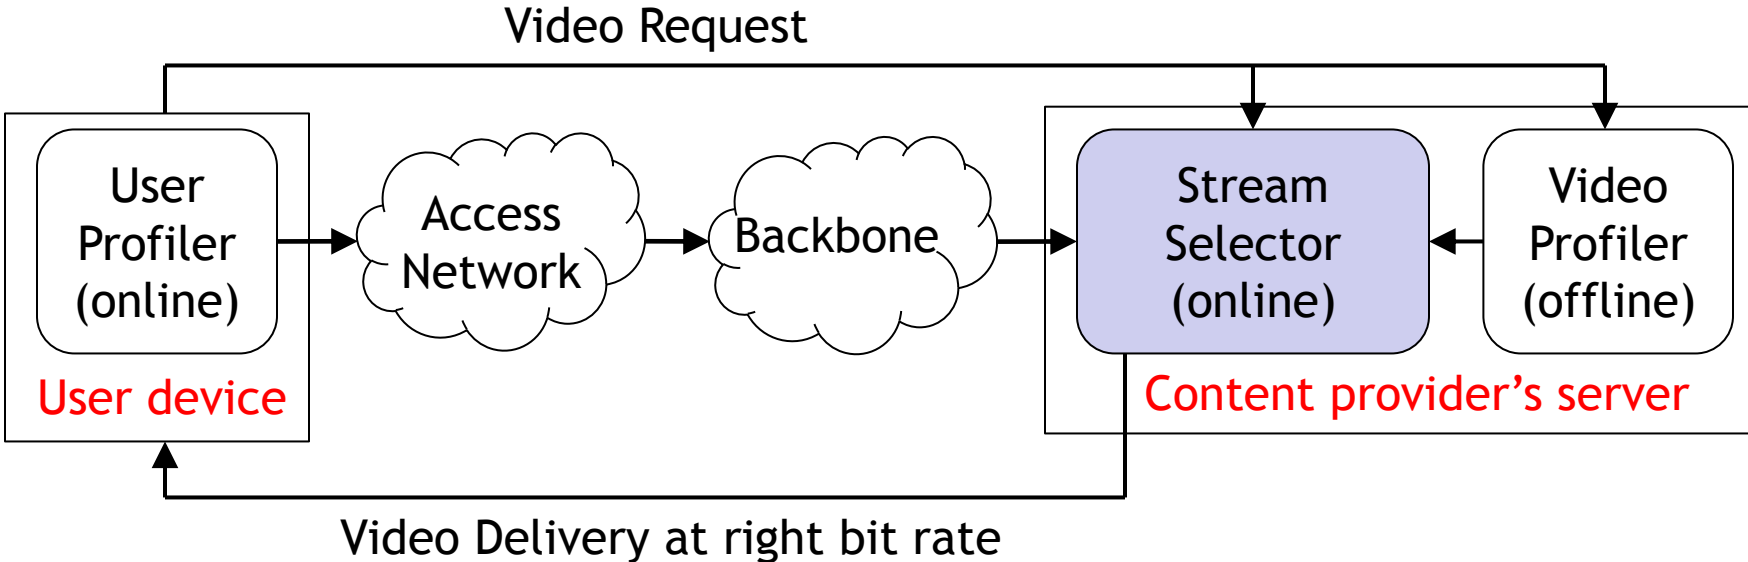 Video Request
User
Profiler
(online)
User device
Access
Network
Backbone
Stream
Selector
(online)
Video
Profiler
(offline)
Content provider’s server
Video Delivery at right bit rate